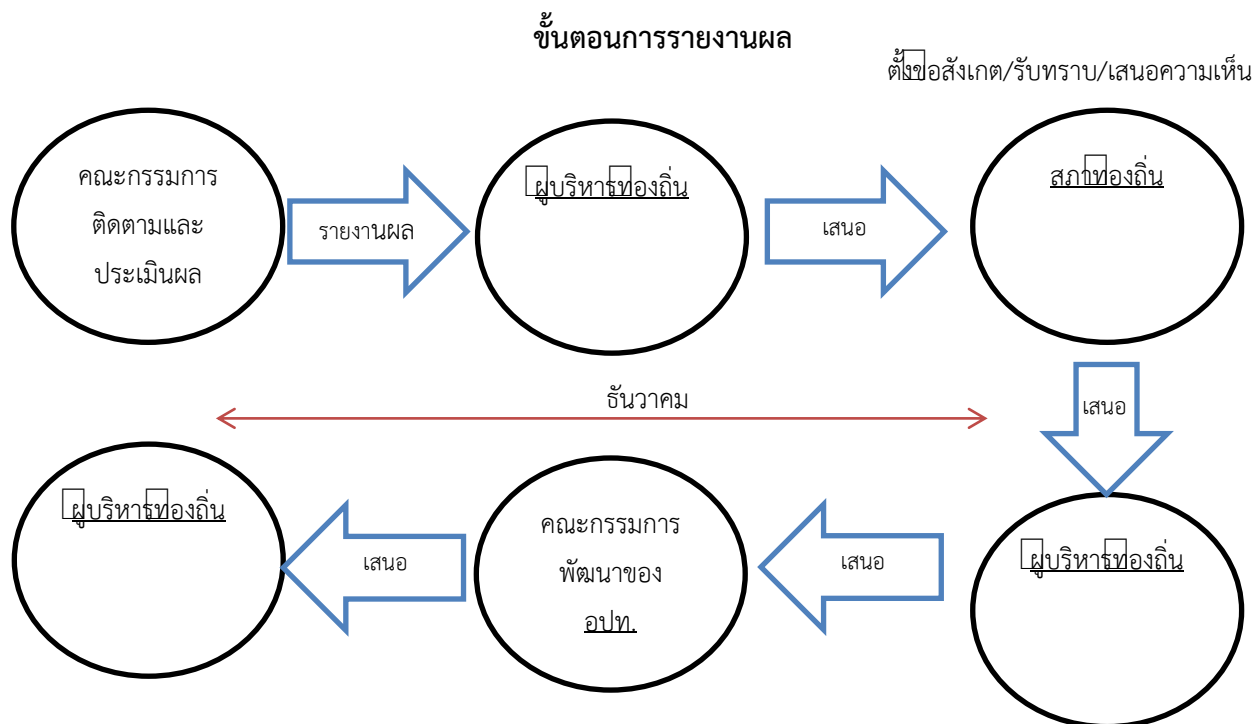 ขั้นตอนการรายงานผล
ตั้งขอสังเกต/รับทราบ/เสนอความเห็น
คณะกรรมการ
ติดตามและ
ประเมินผล
รายงานผล
ผูบริหารทองถิ่น
เสนอ
สภาทองถิ่น
เสนอ
ธันวาคม
ผูบริหารทองถิ่น
เสนอ
คณะกรรมการ
พัฒนาของ
อปท.
เสนอ
ผูบริหารทองถิ่น